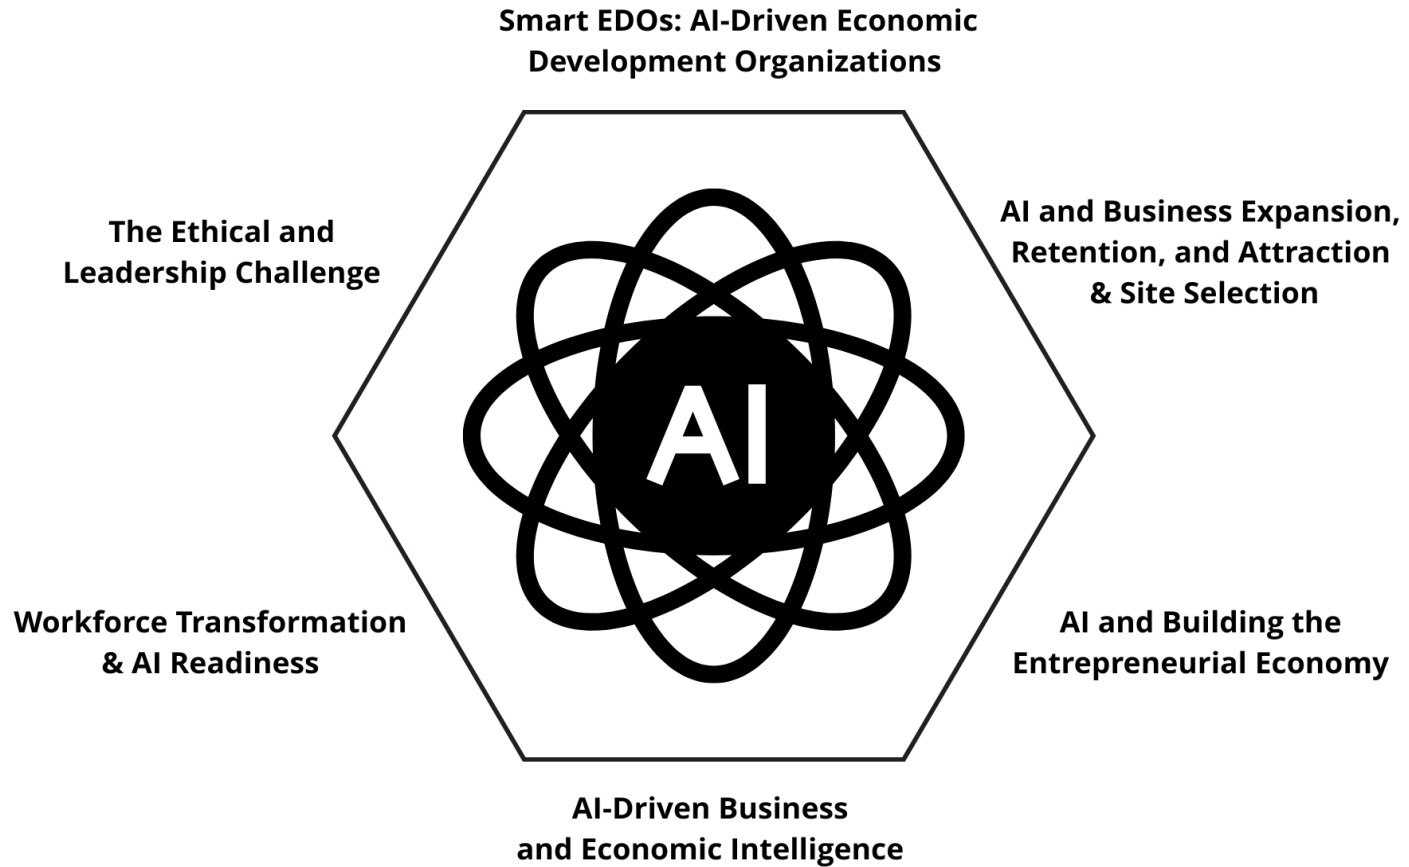 Smart EDOs: AI-Driven Economic
Development Organizations
The Ethical and
Leadership Challenge
AI and Business Expansion,
Retention, and Attraction
& Site Selection
AI
Workforce Transformation
& AI Readiness
AI and Building the
Entrepreneurial Economy
AI-Driven Business
and Economic Intelligence